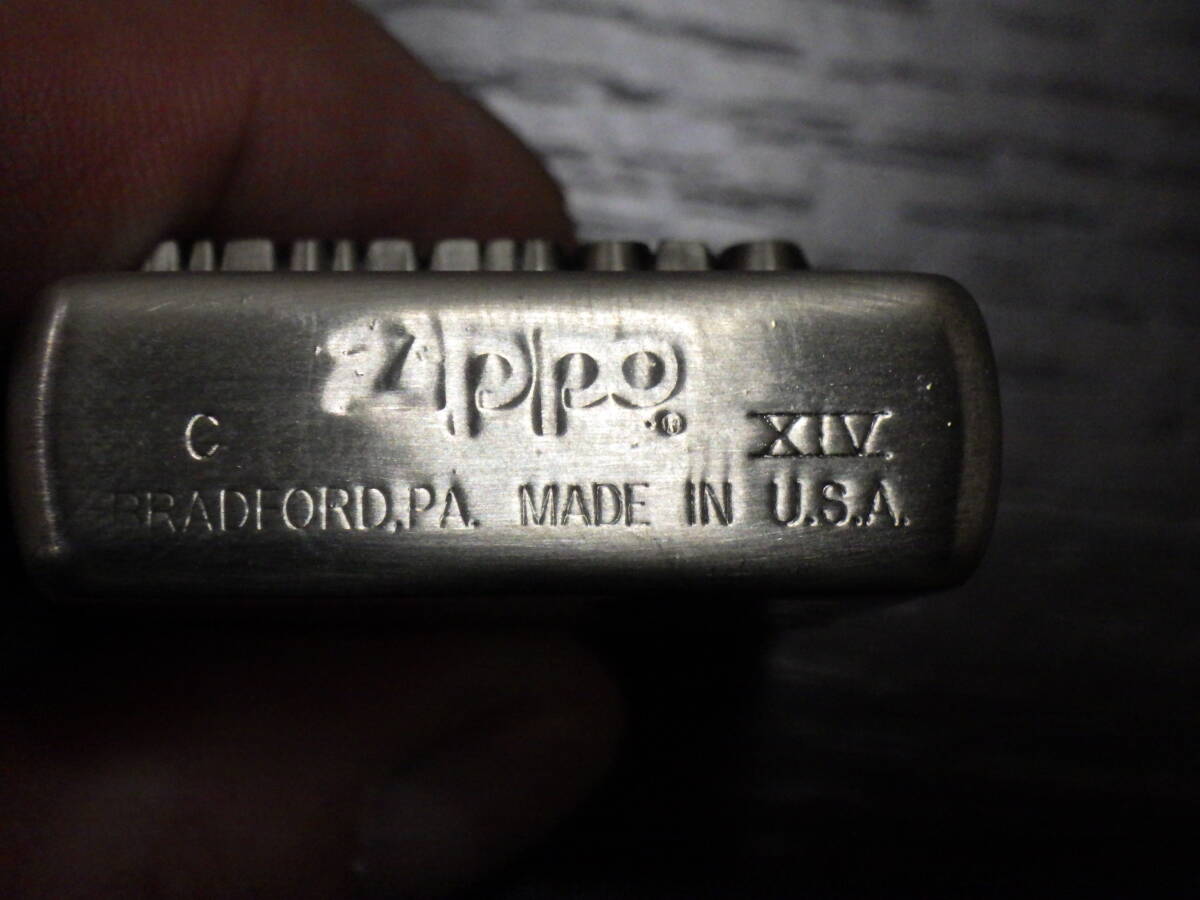 Zippo®
C XIV.
BRADFORD,PA. MADE IN U.S.A.